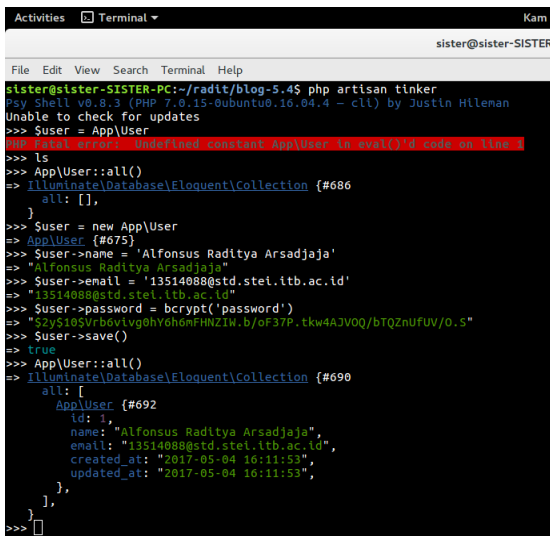 Activities Terminal ▾ Kam
sister@sister-SISTER
File Edit View Search Terminal Help
sister@sister-SISTER-PC:~/radit/blog-5.4$ php artisan tinker
Psy Shell v0.8.3 (PHP 7.0.15-0ubuntu0.16.04.4 — cli) by Justin Hileman
Unable to check for updates
>>> $user = App\User
PHP Fatal error:  Undefined constant App\User in eval()'d code on line 1
>>> ls
>>> App\User::all()
=> Illuminate\Database\Eloquent\Collection {#686
     all: [],
   }
>>> $user = new App\User
=> App\User {#675}
>>> $user->name = 'Alfonsus Raditya Arsadjaja'
=> "Alfonsus Raditya Arsadjaja"
>>> $user->email = '13514088@std.stei.itb.ac.id'
=> "13514088@std.stei.itb.ac.id"
>>> $user->password = bcrypt('password')
=> "$2y$10$Vrb6vivg0hY6h6mFHNZIW.b/oF37P.tkw4AJVOQ/bTQZnUfUV/O.S"
>>> $user->save()
=> true
>>> App\User::all()
=> Illuminate\Database\Eloquent\Collection {#690
     all: [
       App\User {#692
         id: 1,
         name: "Alfonsus Raditya Arsadjaja",
         email: "13514088@std.stei.itb.ac.id",
         created_at: "2017-05-04 16:11:53",
         updated_at: "2017-05-04 16:11:53",
       },
     ],
   }
>>>